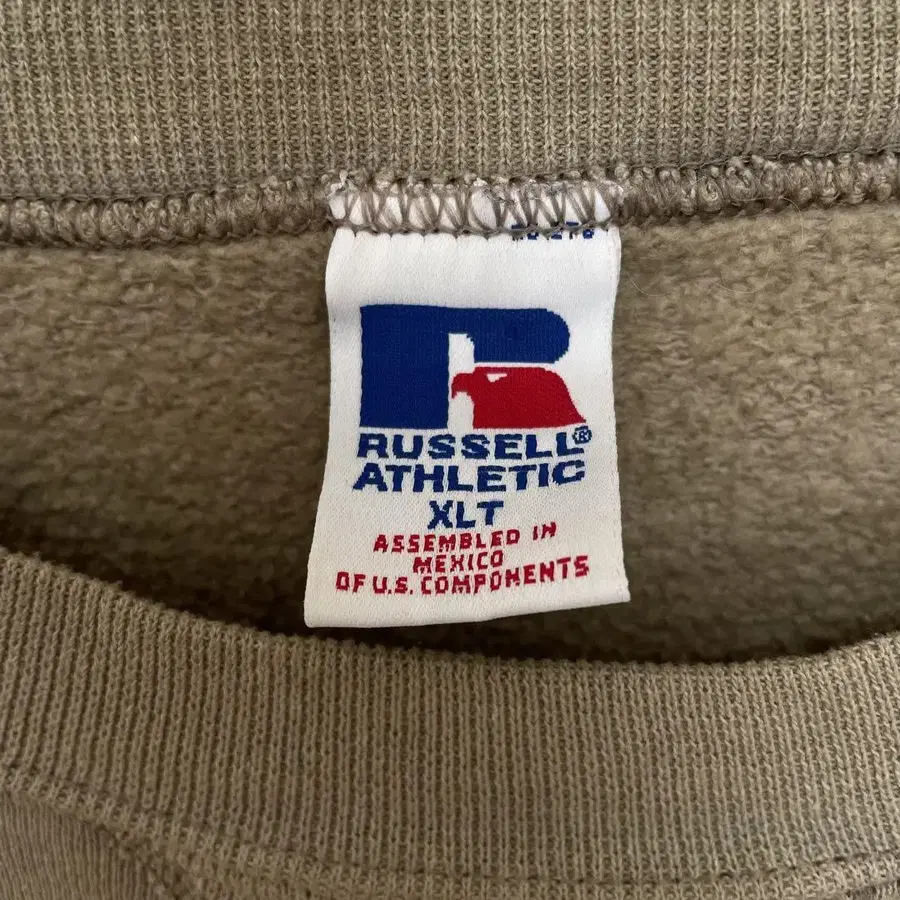 RUSSELL®
ATHLETIC
XLT
ASSEMBLED IN
MEXICO
OF U.S. COMPONENTS